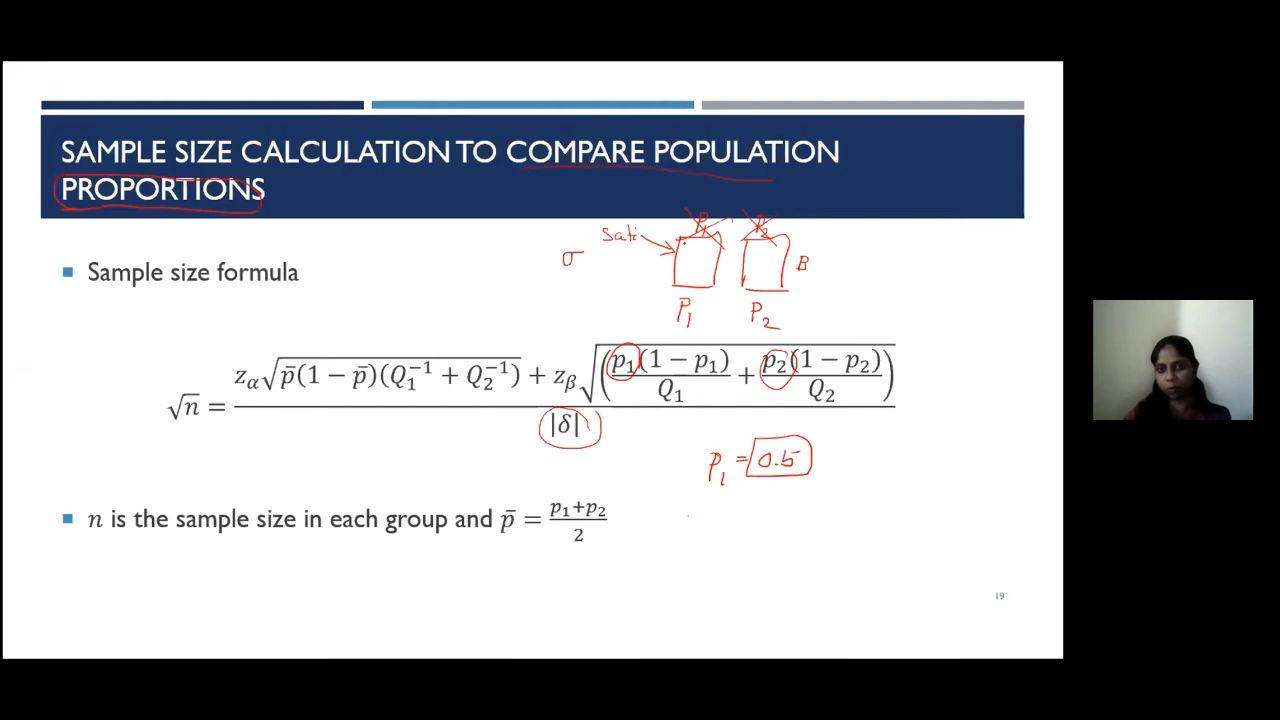 SAMPLE SIZE CALCULATION TO COMPARE POPULATION
PROPORTIONS
P1 P2
Sati
σ
B
P1 P2
Sample size formula
√n = (zα√(p̄(1 − p̄)(Q1⁻¹ + Q2⁻¹)) + zβ√((p1(1 − p1)/Q1 + p2(1 − p2)/Q2))) / |δ|
P1 = 0.5
n is the sample size in each group and p̄ = (p1+p2)/2
19